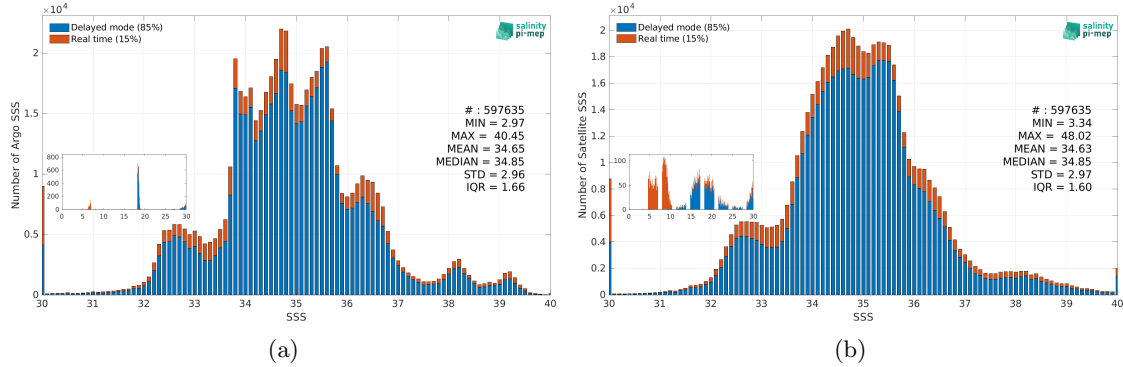 ×10⁴
Delayed mode (85%)
Real time (15%)
salinity
pi-mep
Number of Argo SSS
2
1.5
1
0.5
0
# : 597635
MIN = 2.97
MAX = 40.45
MEAN = 34.65
MEDIAN = 34.85
STD = 2.96
IQR = 1.66
800
600
400
200
0
0 5 10 15 20 25 30
30 31 32 33 34 35 36 37 38 39 40
SSS
(a)
×10⁴
Delayed mode (85%)
Real time (15%)
salinity
pi-mep
Number of Satellite SSS
2
1.8
1.6
1.4
1.2
1
0.8
0.6
0.4
0.2
0
# : 597635
MIN = 3.34
MAX = 48.02
MEAN = 34.63
MEDIAN = 34.85
STD = 2.97
IQR = 1.60
100
50
0
0 5 10 15 20 25 30
30 31 32 33 34 35 36 37 38 39 40
SSS
(b)